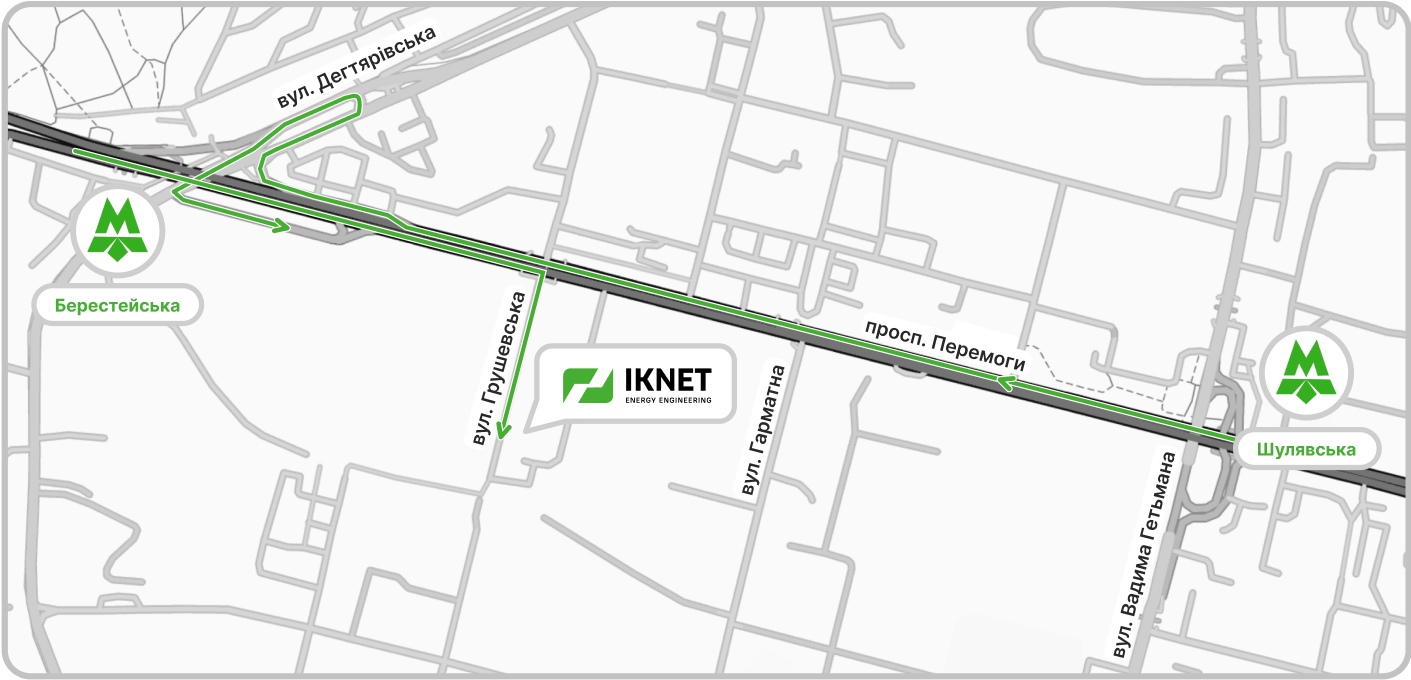 вул. Дегтярівська
Берестейська
вул. Грушевська
IKNET
ENERGY ENGINEERING
просп. Перемоги
вул. Гарматна
Шулявська
вул. Вадима Гетьмана